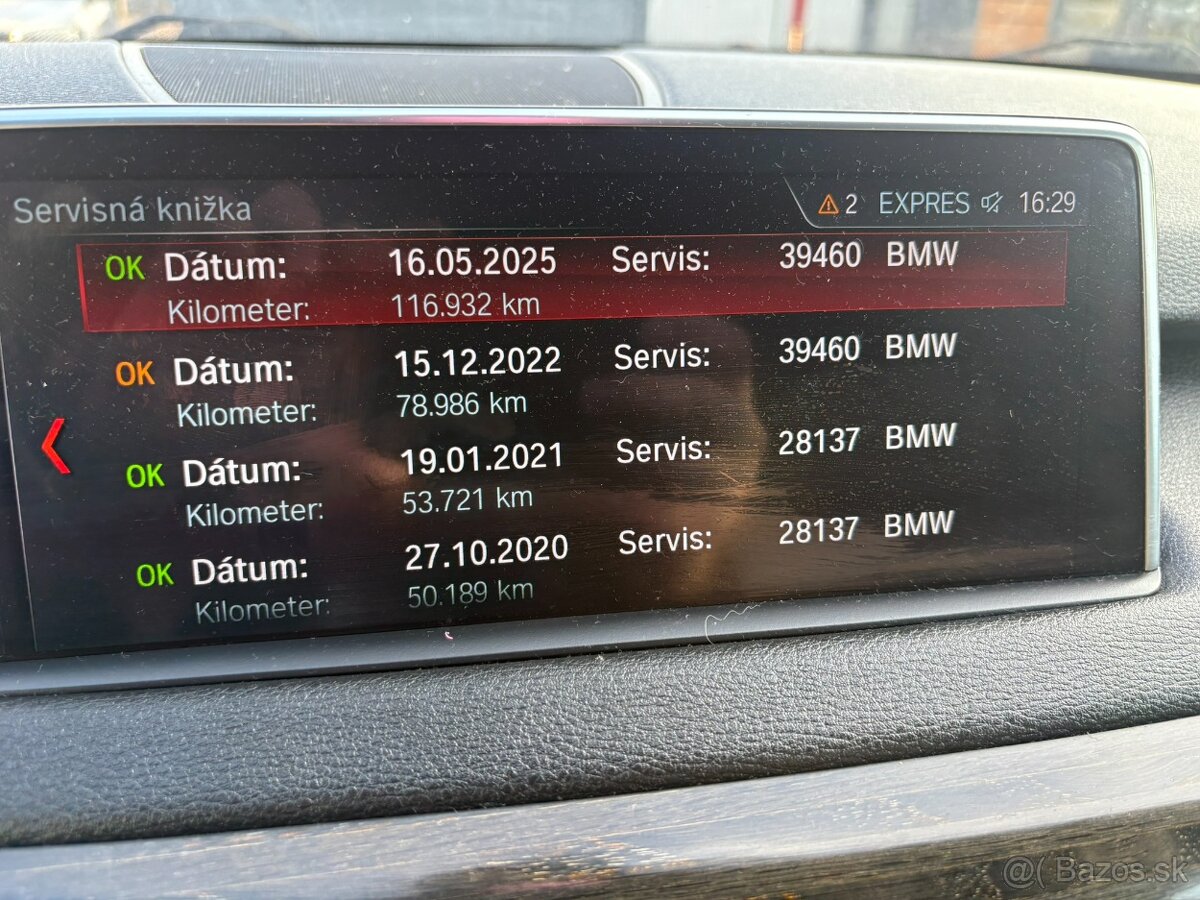 Servisná knižka 2 EXPRES 16:29
OK Dátum: 16.05.2025 Servis: 39460 BMW
Kilometer: 116.932 km
OK Dátum: 15.12.2022 Servis: 39460 BMW
Kilometer: 78.986 km
OK Dátum: 19.01.2021 Servis: 28137 BMW
Kilometer: 53.721 km
OK Dátum: 27.10.2020 Servis: 28137 BMW
Kilometer: 50.189 km
@( Bazos.sk